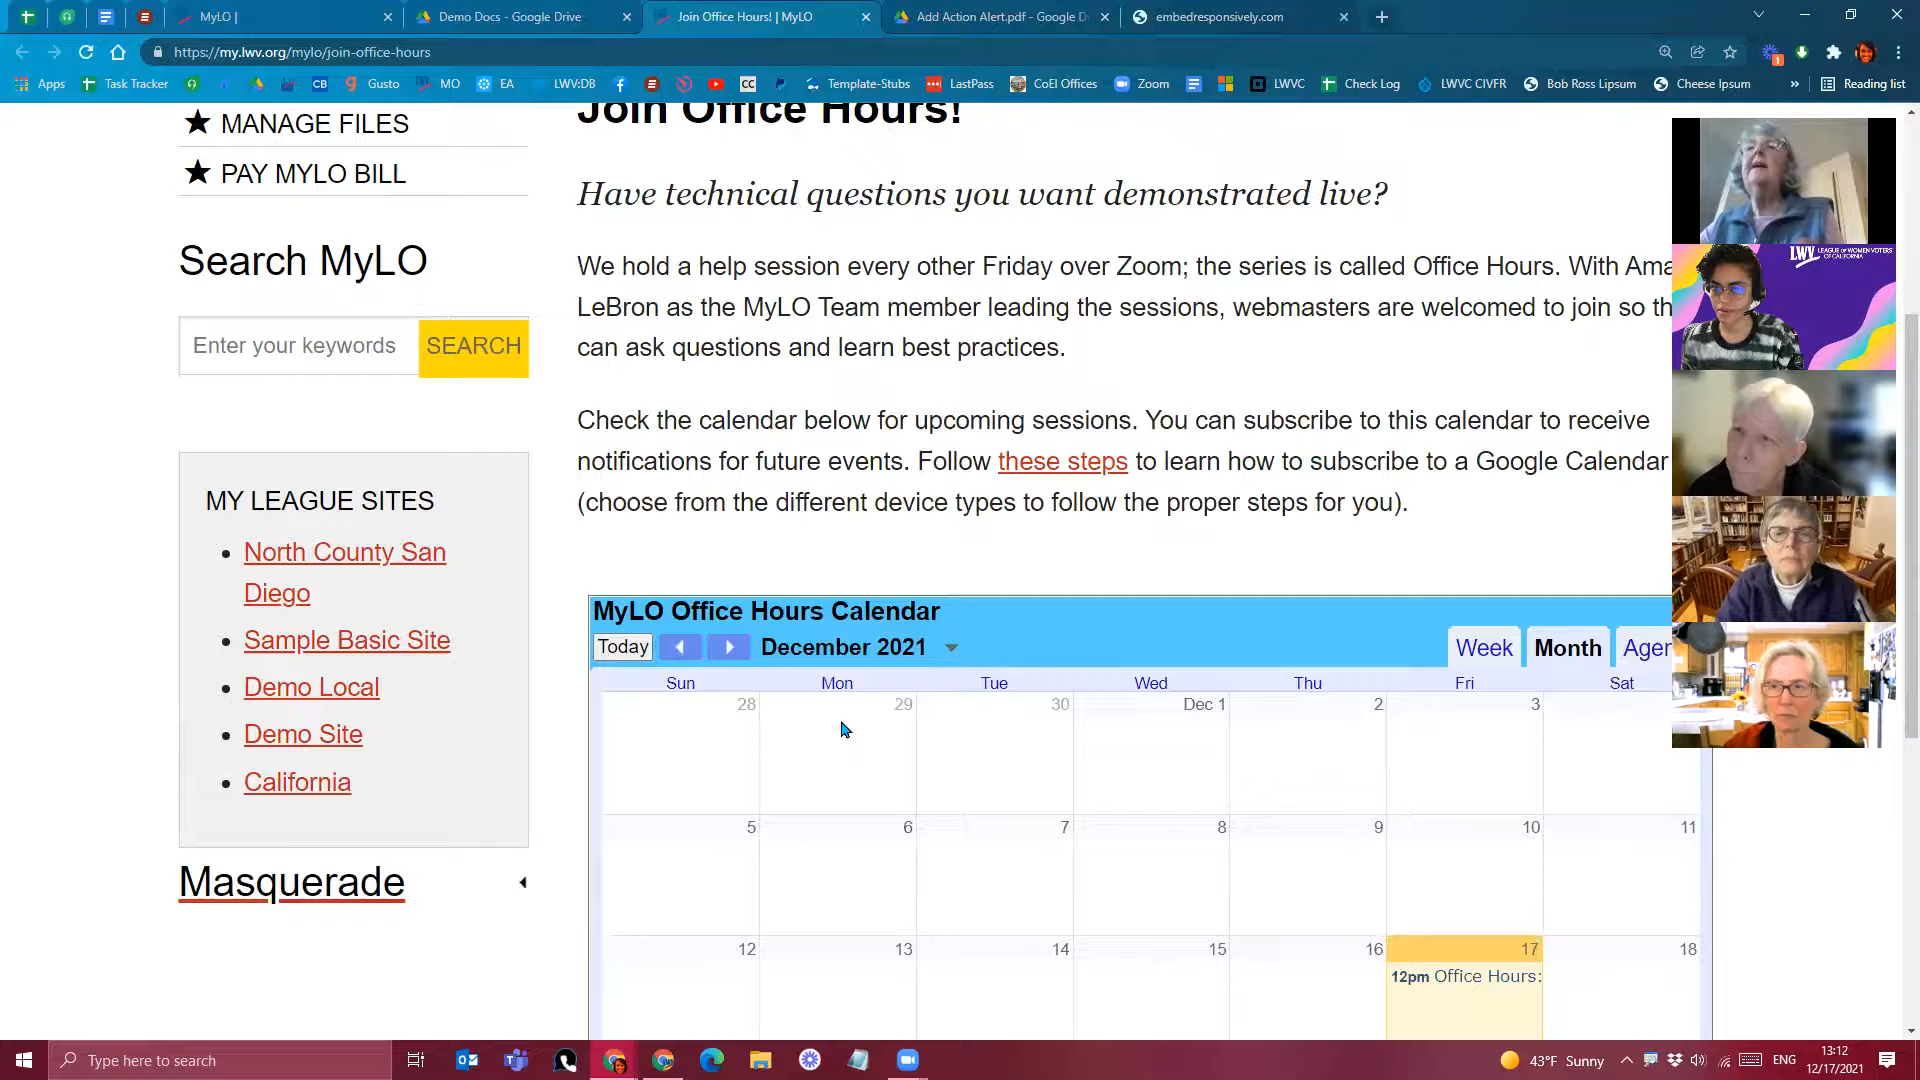 MyLO |
Demo Docs - Google Drive
Join Office Hours! | MyLO
Add Action Alert.pdf - Google D
embedresponsively.com
https://my.lwv.org/mylo/join-office-hours
Apps
Task Tracker
CB
Gusto
MO
EA
LWV:DB
CC
Template-Stubs
LastPass
CoEI Offices
Zoom
LWVC
Check Log
LWVC CIVFR
Bob Ross Lipsum
Cheese Ipsum
»
Reading list
★ MANAGE FILES
★ PAY MYLO BILL
Search MyLO
Enter your keywords
SEARCH
MY LEAGUE SITES
• North County San
Diego
• Sample Basic Site
• Demo Local
• Demo Site
• California
Masquerade
Join Office Hours!
Have technical questions you want demonstrated live?
We hold a help session every other Friday over Zoom; the series is called Office Hours. With Ama
LeBron as the MyLO Team member leading the sessions, webmasters are welcomed to join so th
can ask questions and learn best practices.
Check the calendar below for upcoming sessions. You can subscribe to this calendar to receive
notifications for future events. Follow these steps to learn how to subscribe to a Google Calendar
(choose from the different device types to follow the proper steps for you).
MyLO Office Hours Calendar
Today
December 2021
Week
Month
Agen
Sun Mon Tue Wed Thu Fri Sat
28 29 30 Dec 1 2 3
5 6 7 8 9 10 11
12 13 14 15 16 17 18
12pm Office Hours:
LWV LEAGUE OF WOMEN VOTERS
OF CALIFORNIA
Type here to search
43°F Sunny
ENG
13:12
12/17/2021